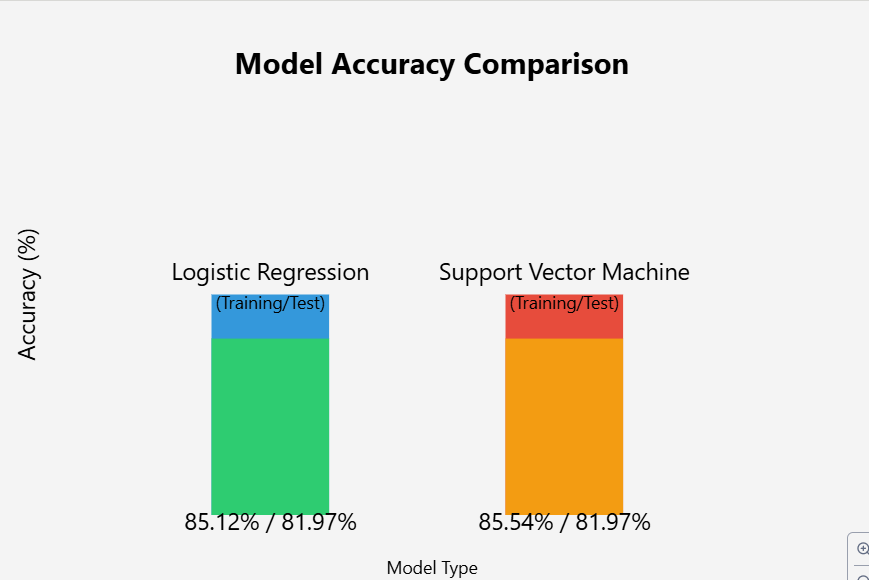 Model Accuracy Comparison
Accuracy (%)
Logistic Regression
(Training/Test)
85.12% / 81.97%
Support Vector Machine
(Training/Test)
85.54% / 81.97%
Model Type